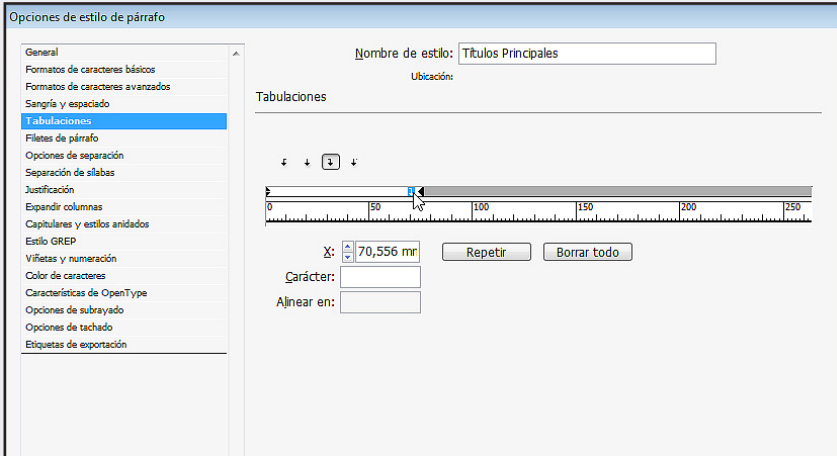 Opciones de estilo de párrafo
General
Formatos de caracteres básicos
Formatos de caracteres avanzados
Sangría y espaciado
Tabulaciones
Filetes de párrafo
Opciones de separación
Separación de sílabas
Justificación
Expandir columnas
Capitulares y estilos anidados
Estilo GREP
Viñetas y numeración
Color de caracteres
Características de OpenType
Opciones de subrayado
Opciones de tachado
Etiquetas de exportación
Nombre de estilo: Títulos Principales
Ubicación:
Tabulaciones
0 50 100 150 200 250
X: 70,556 mm Repetir Borrar todo
Carácter:
Alinear en: